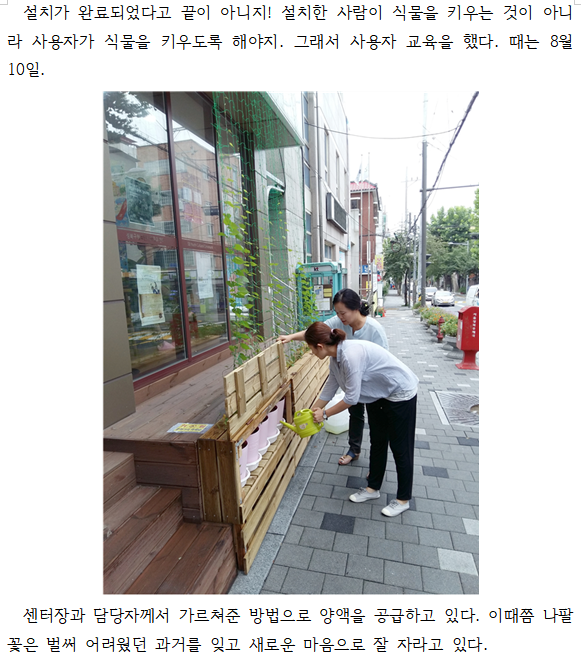 설치가 완료되었다고 끝이 아니지! 설치한 사람이 식물을 키우는 것이 아니
라 사용자가 식물을 키우도록 해야지. 그래서 사용자 교육을 했다. 때는 8월
10일.
센터장과 담당자께서 가르쳐준 방법으로 양액을 공급하고 있다. 이때쯤 나팔
꽃은 벌써 어려웠던 과거를 잊고 새로운 마음으로 잘 자라고 있다.